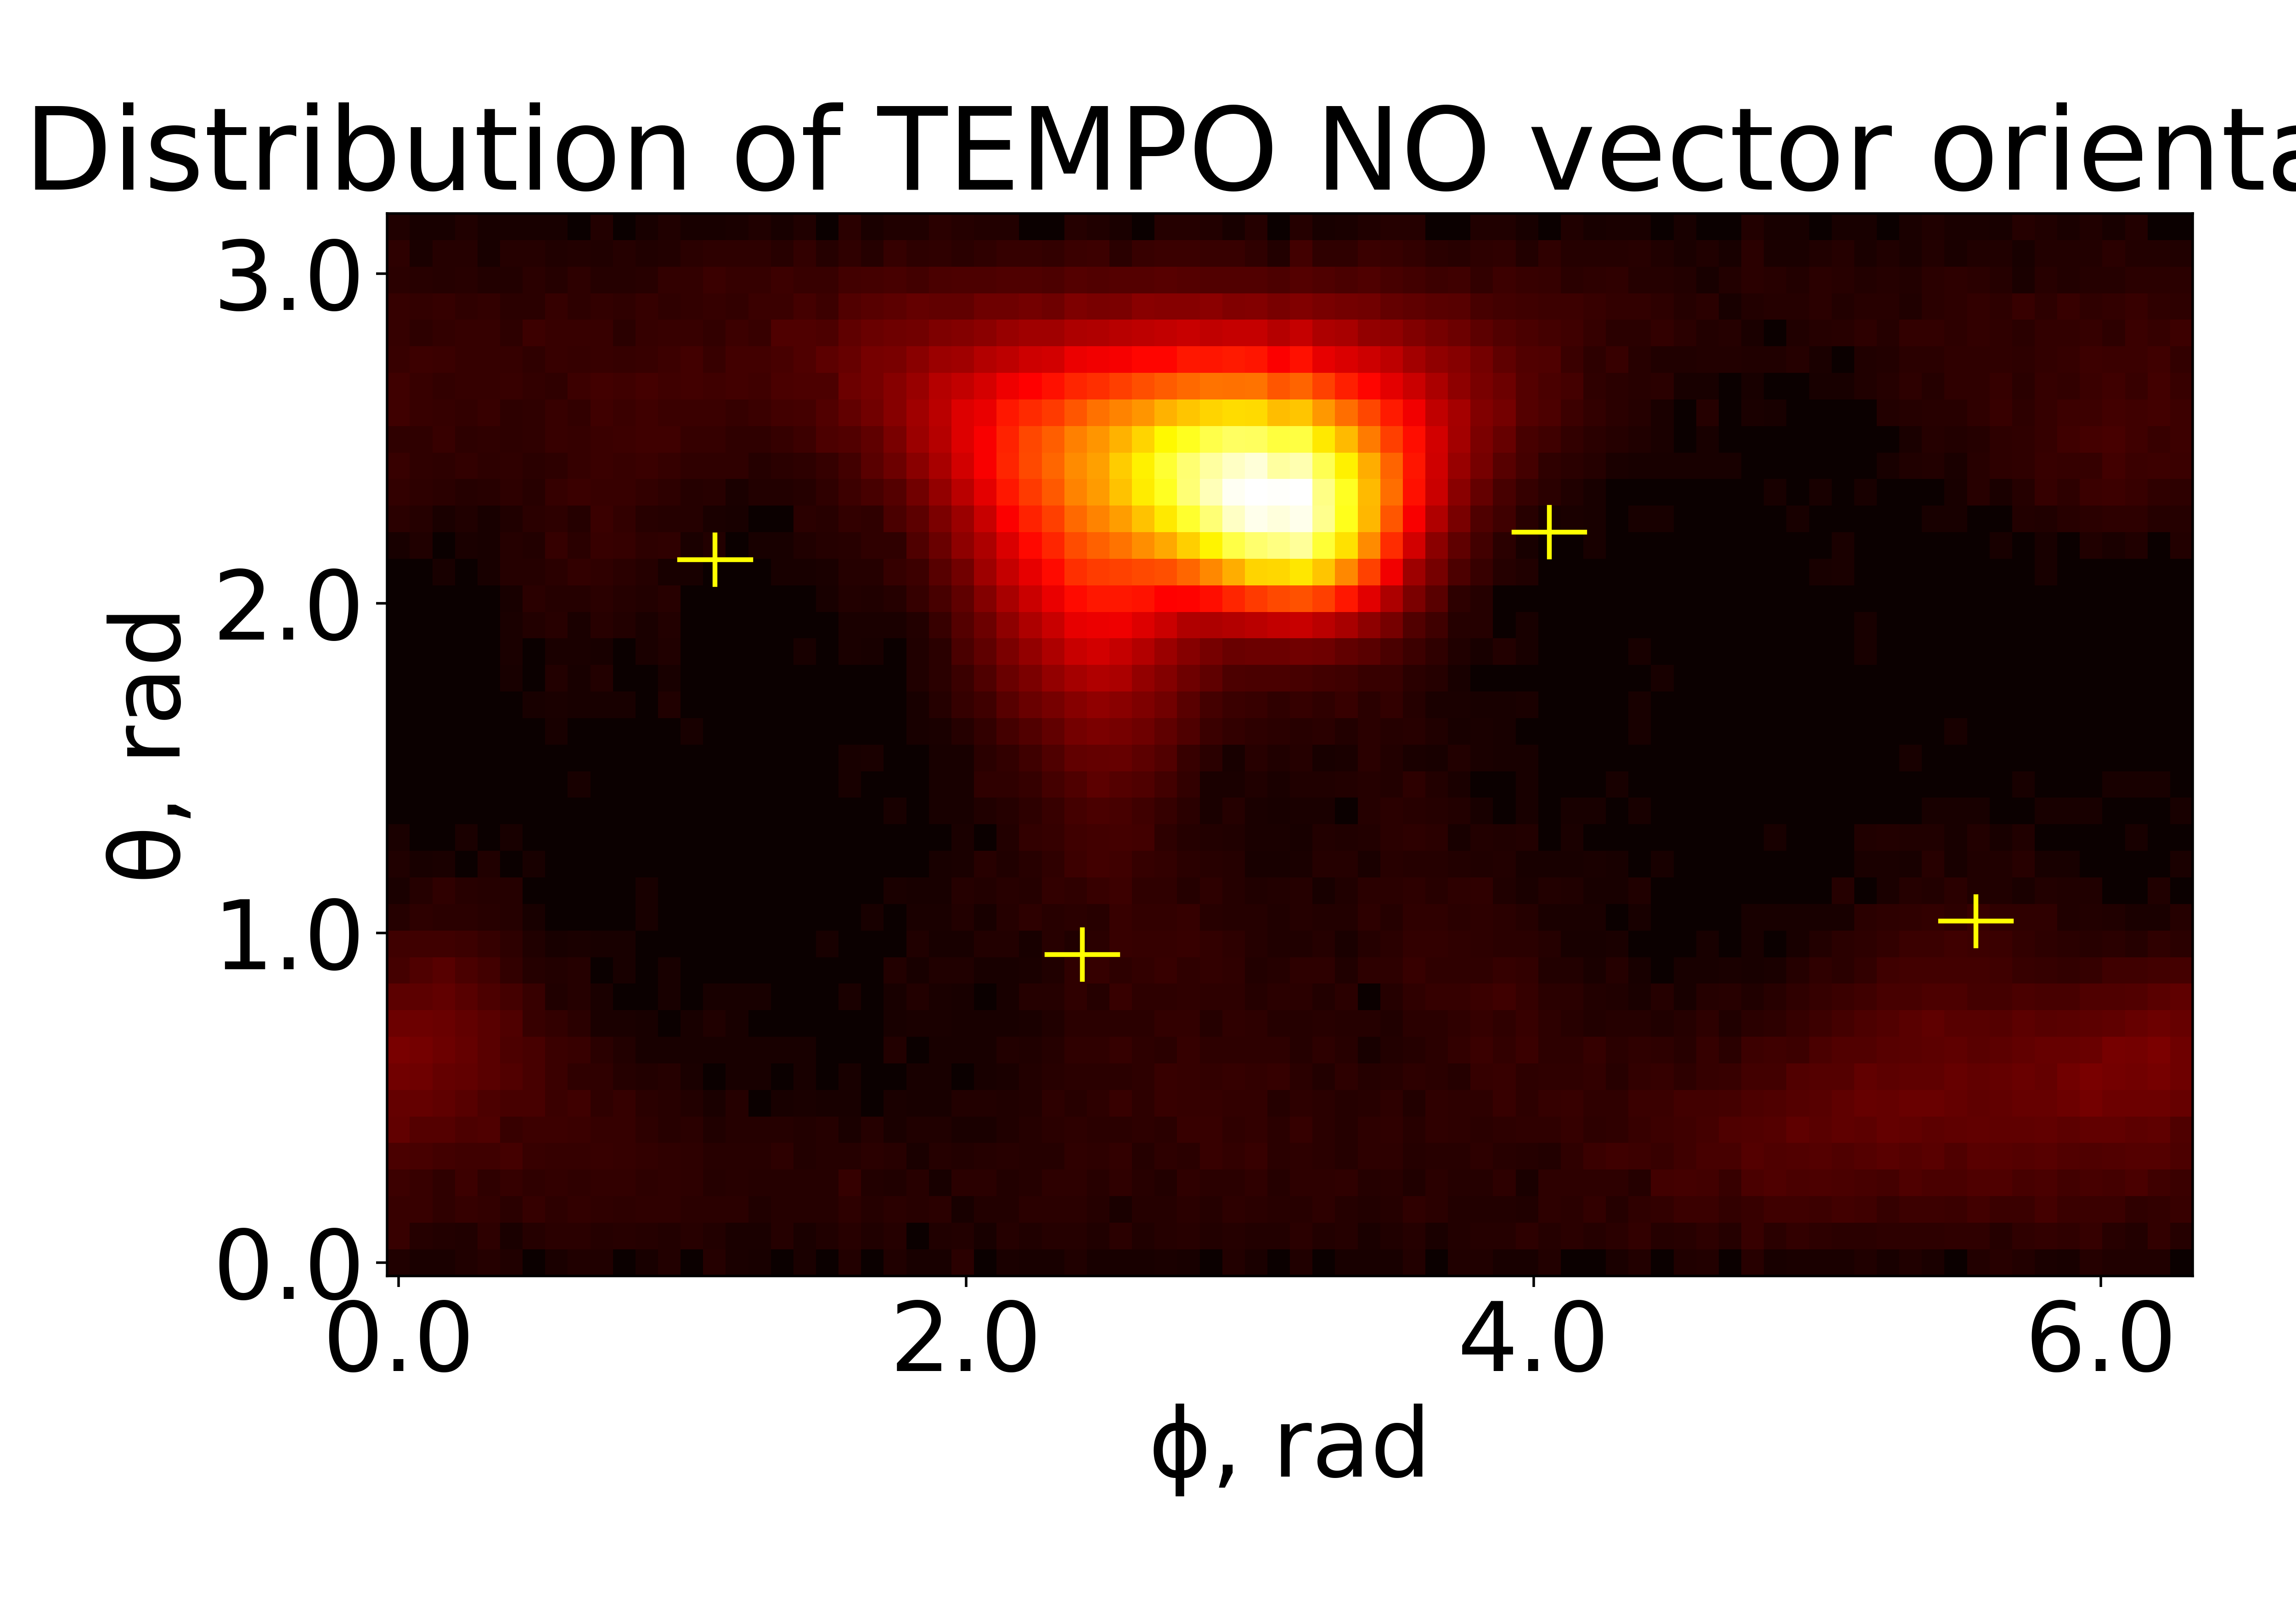 Distribution of TEMPO NO vector orienta
3.0
2.0
1.0
0.0
θ, rad
0.0 2.0 4.0 6.0
ϕ, rad